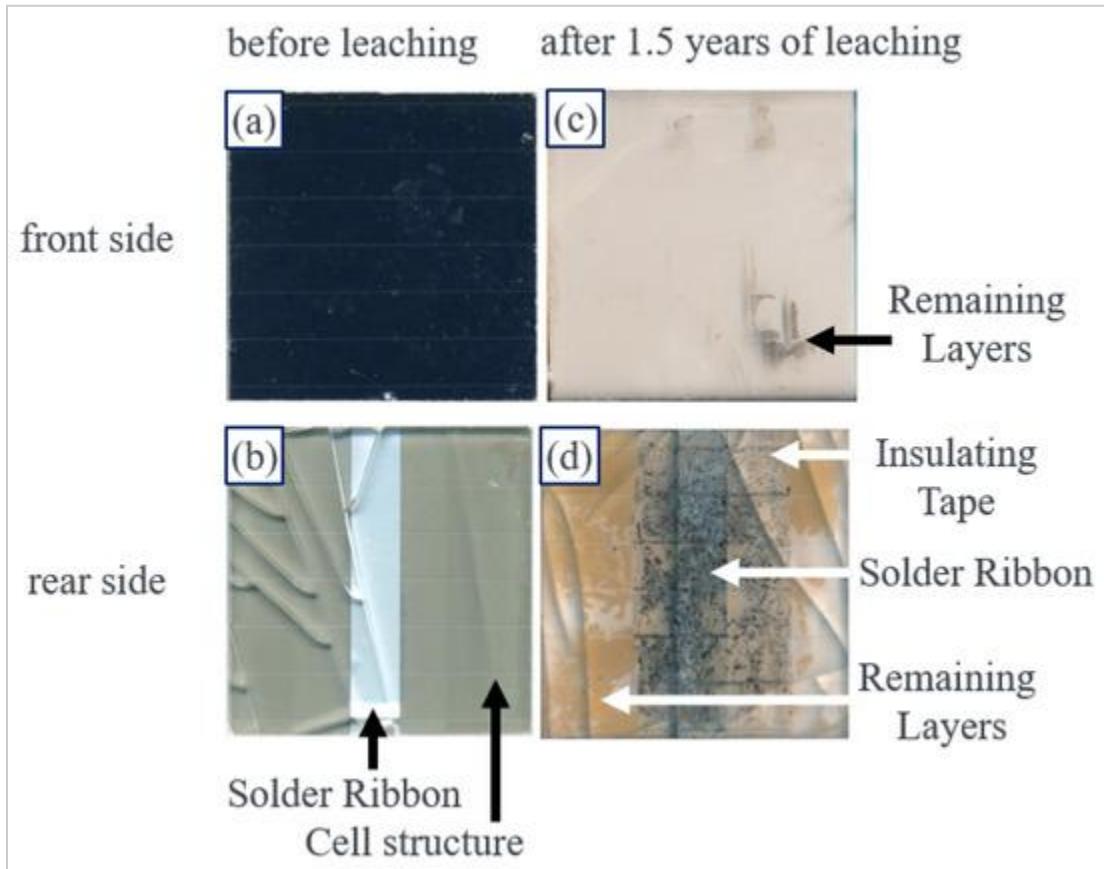 before leaching
after 1.5 years of leaching
(a)
(c)
front side
Remaining
Layers
(b)
(d)
Insulating
Tape
Solder Ribbon
rear side
Remaining
Layers
Solder Ribbon
Cell structure